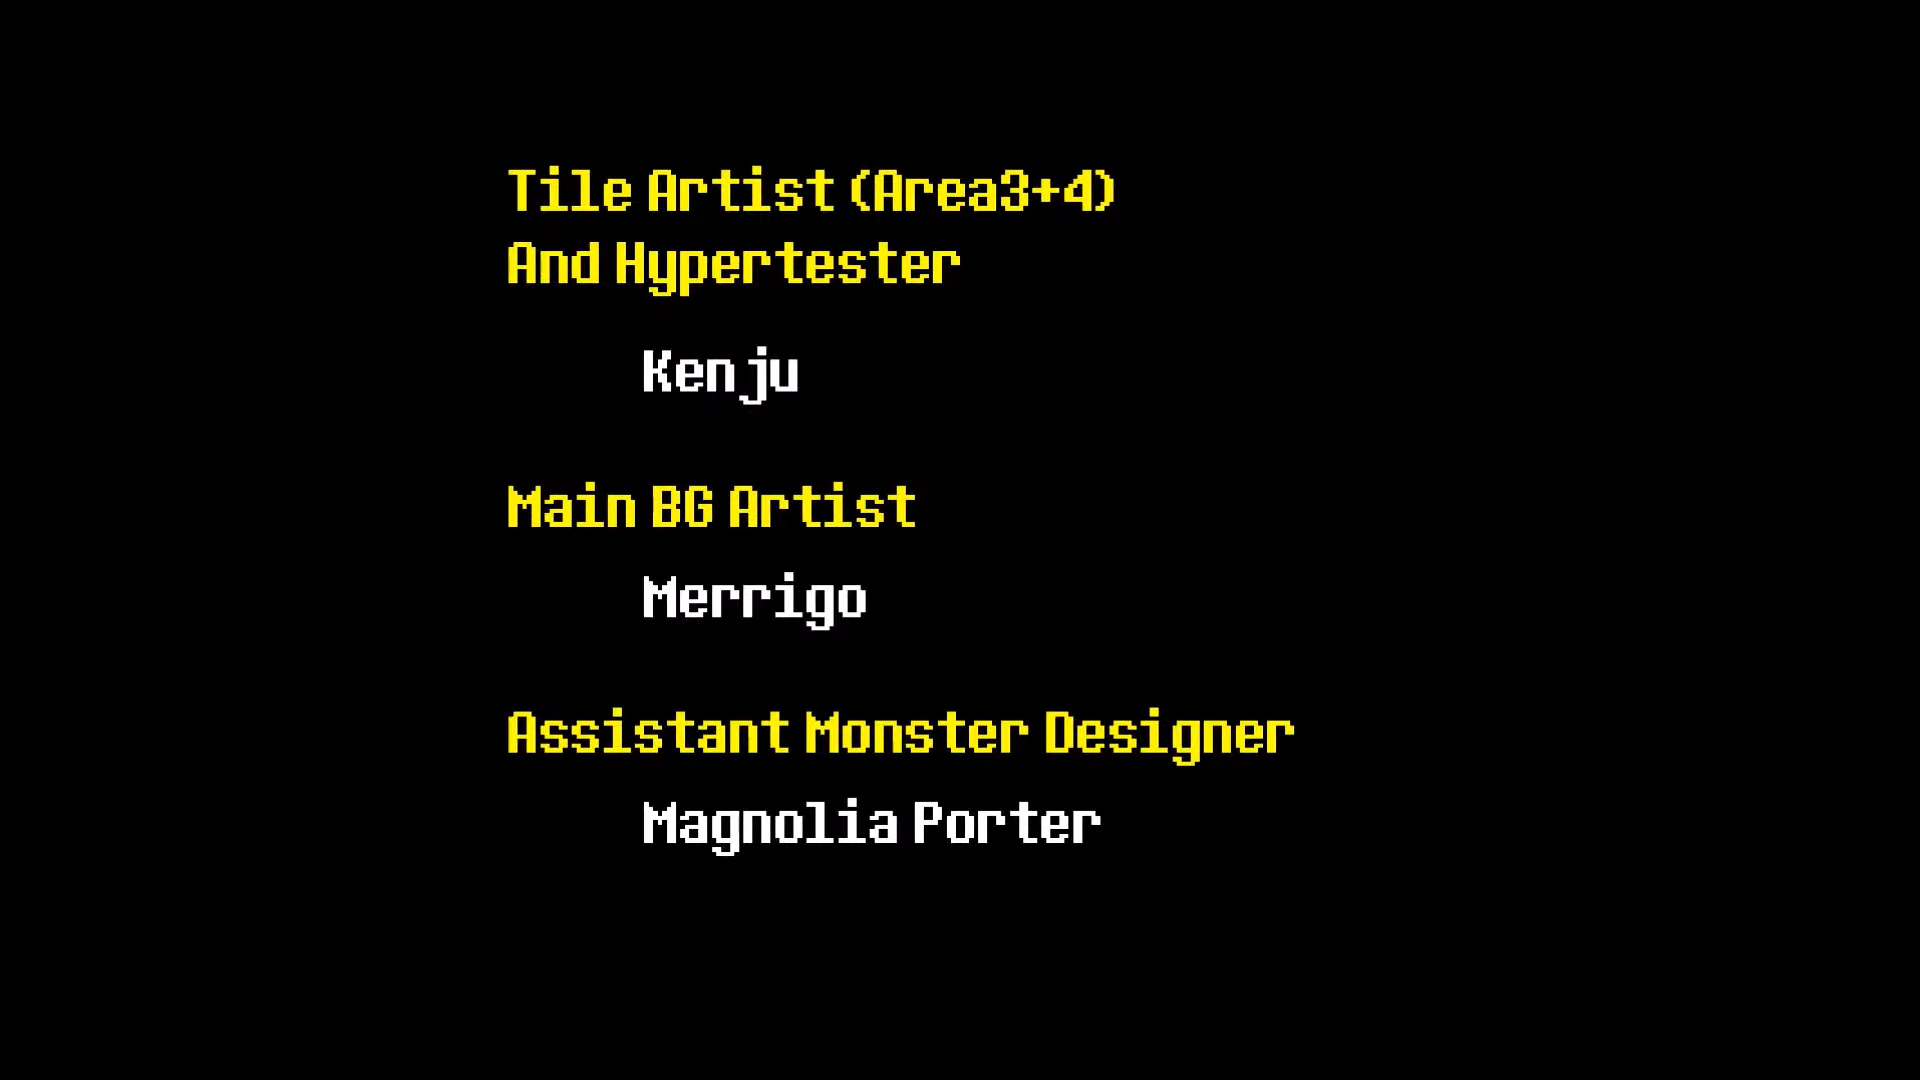 Tile Artist (Area3+4)
And Hypertester
Kenju
Main BG Artist
Merrigo
Assistant Monster Designer
Magnolia Porter